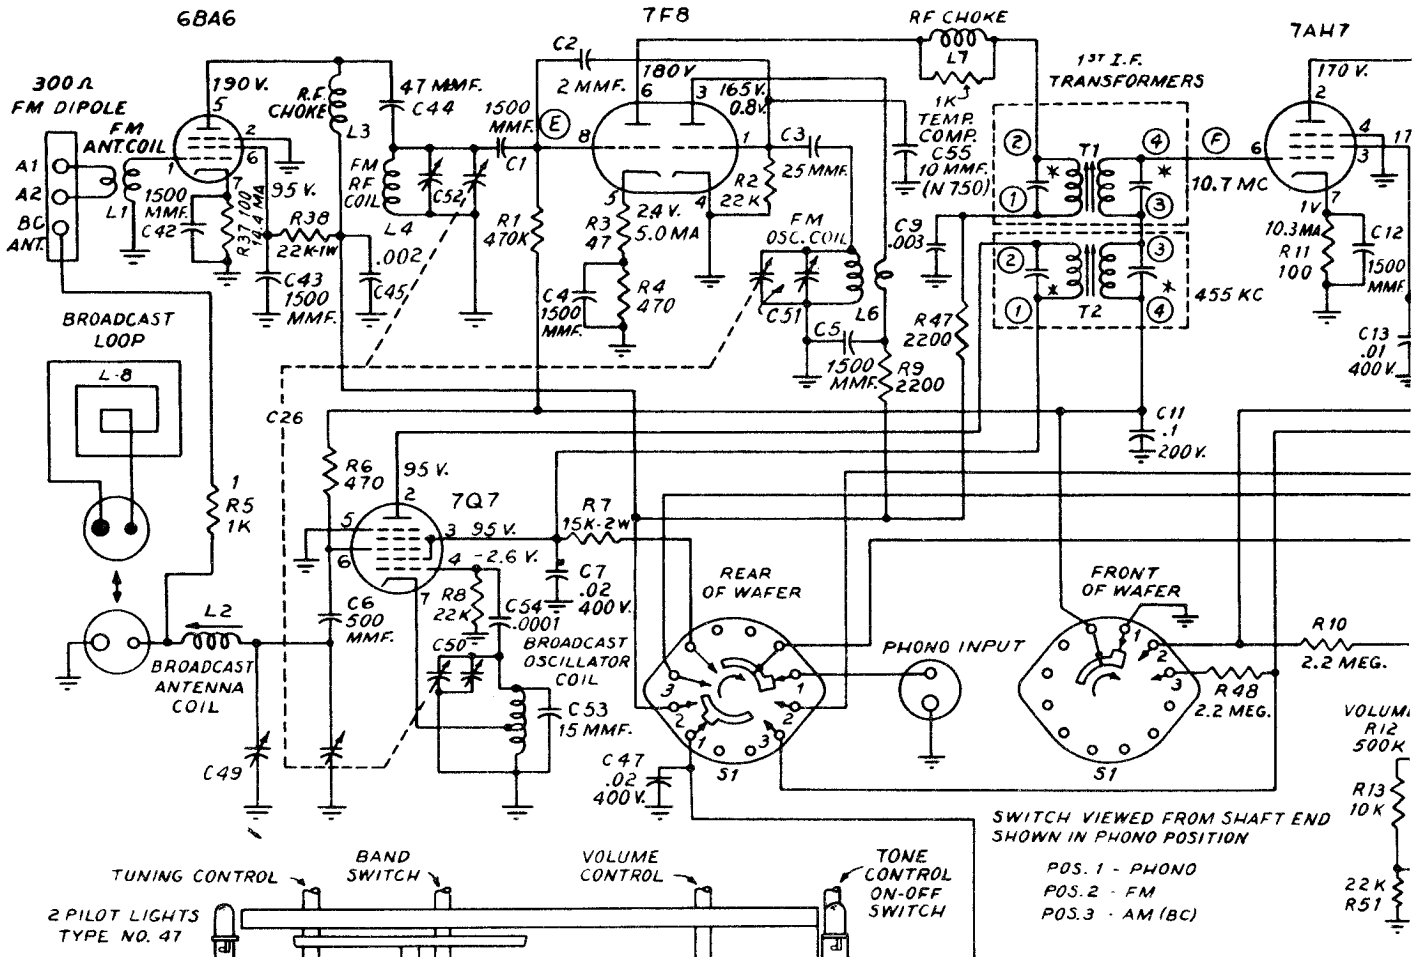 6BA6
7F8
RF CHOKE
7AH7
L7
1K
TEMP.
COMP.
C55
10 MMF.
(N 750)
1ST I.F.
TRANSFORMERS
300Ω
FM DIPOLE
A1
A2
BC
ANT.
FM
ANT. COIL
L1
190 V.
5
2
6
1
7
1500
MMF.
C42
R37 100
14.4 MA
95 V.
R38
22K-1W
C43
1500
MMF.
R.F.
CHOKE
L3
47 MMF.
C44
FM
RF
COIL
L4
C52
.002
C45
1500
MMF.
C1
C2
2 MMF.
E
8
R1
470K
180V
6
3
165V.
0.8V.
1
5
4
R3
47
24 V.
5.0 MA
R4
470
C4
1500
MMF.
R2
22K
C3
25 MMF.
FM
OSC. COIL
C51
C5
1500
MMF.
L6
R9
2200
C9
.003
R47
2200
2
T1
4
*
*
1
3
2
3
*
*
1
T2
4
F
10.7 MC
455 KC
6
170 V.
2
4
3
17
7
1V
10.3MA
R11
100
C12
1500
MMF.
C13
.01
400 V.
C11
.1
200V.
BROADCAST
LOOP
L-8
1
R5
1K
C26
R6
470
95 V.
2
7Q7
5
6
3
95 V.
4
-2.6 V.
7
R8
22K
C54
.0001
R7
15K-2W
C7
.02
400V.
C6
500
MMF.
L2
BROADCAST
ANTENNA
COIL
C49
C50
BROADCAST
OSCILLATOR
COIL
C53
15 MMF.
C47
.02
400V.
REAR
OF WAFER
3
2
1
1
2
3
S1
PHONO INPUT
FRONT
OF WAFER
1
2
3
S1
R10
2.2 MEG.
R48
2.2 MEG.
VOLUME
R12
500K
R13
10K
22K
R51
SWITCH VIEWED FROM SHAFT END
SHOWN IN PHONO POSITION
POS. 1 - PHONO
POS. 2 - FM
POS. 3 - AM (BC)
TUNING CONTROL
BAND
SWITCH
VOLUME
CONTROL
TONE
CONTROL
ON-OFF
SWITCH
2 PILOT LIGHTS
TYPE NO. 47